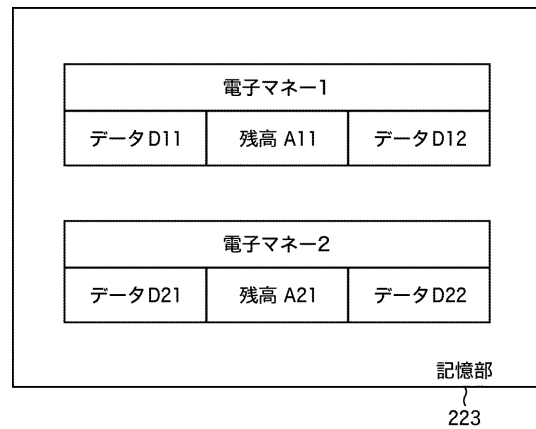 電子マネー1
データD11 残高 A11 データD12
電子マネー2
データD21 残高 A21 データD22
記憶部
223